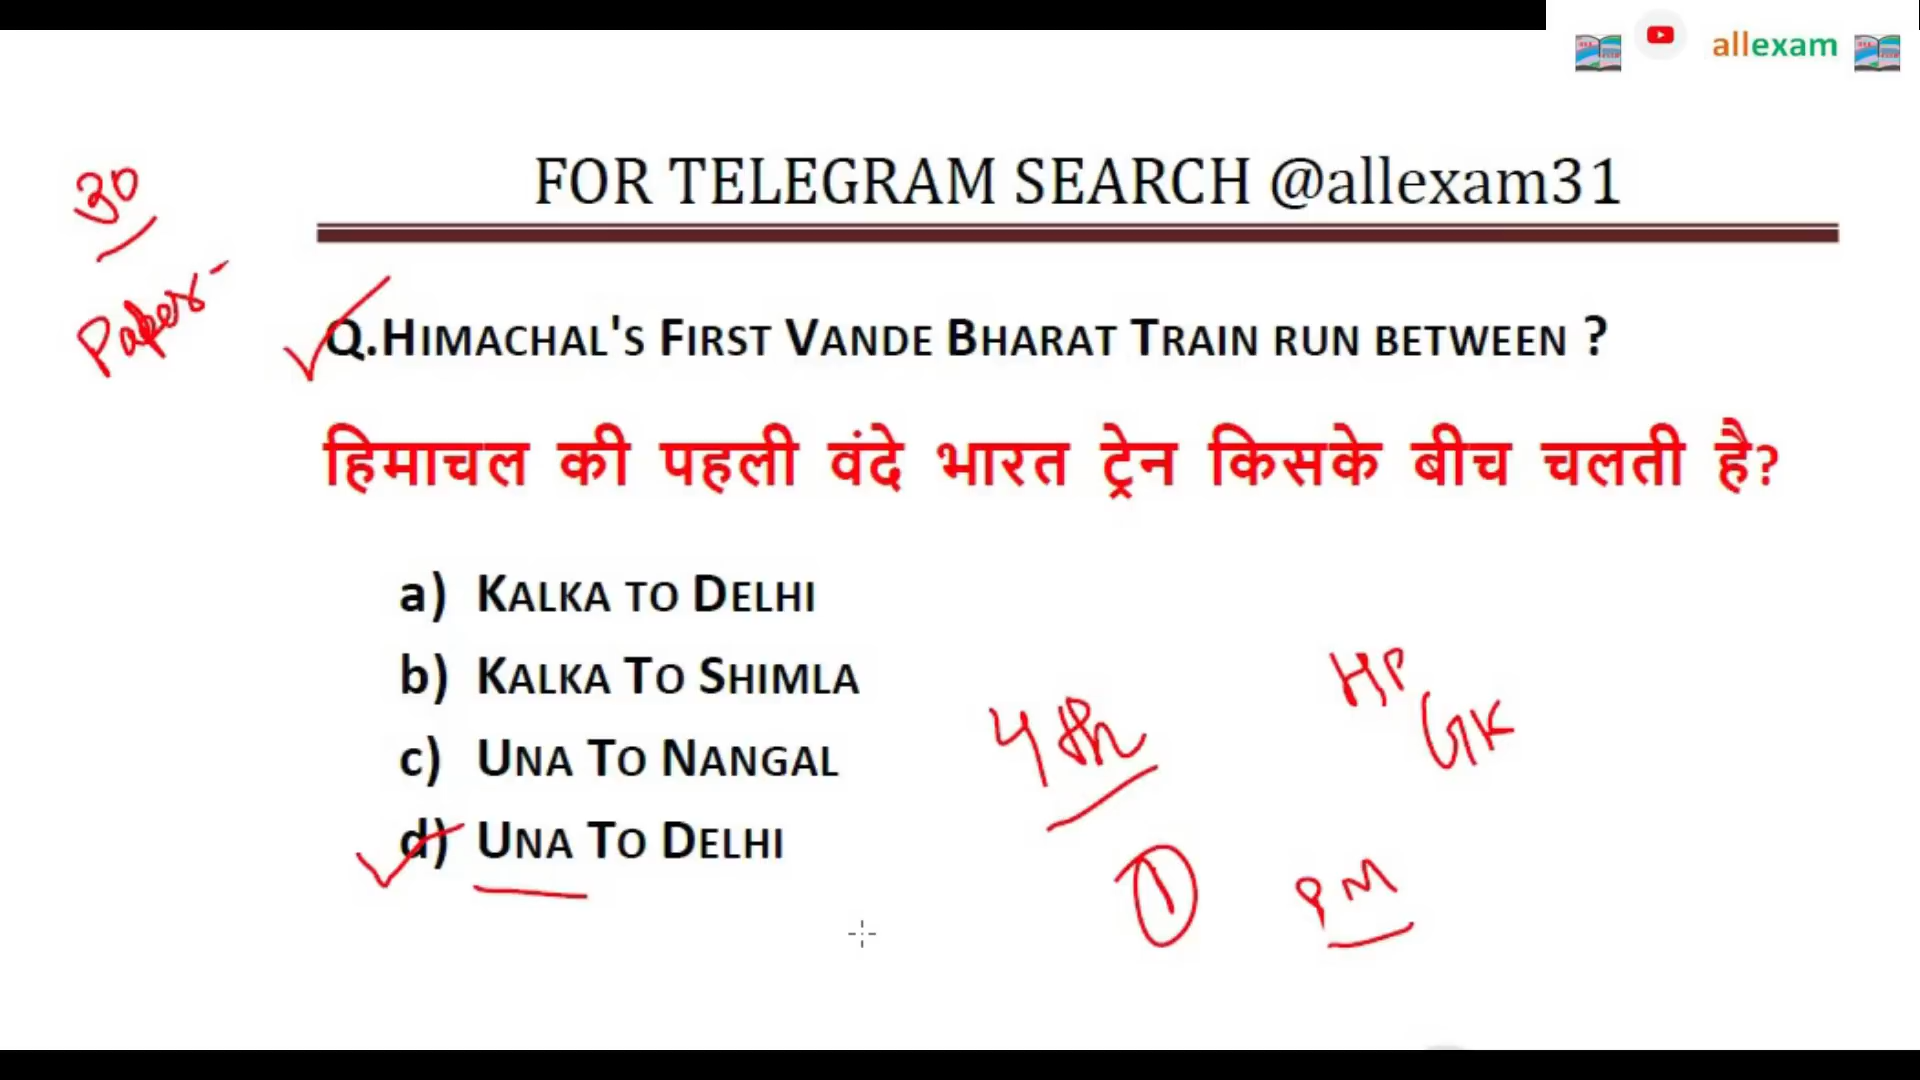 allexam
FOR TELEGRAM SEARCH @allexam31
30
Paper-
Q.HIMACHAL'S FIRST VANDE BHARAT TRAIN RUN BETWEEN ?
हिमाचल की पहली वंदे भारत ट्रेन किसके बीच चलती है?
a) KALKA TO DELHI
b) KALKA TO SHIMLA
c) UNA TO NANGAL
d) UNA TO DELHI
4th
HP
GK
1
PM